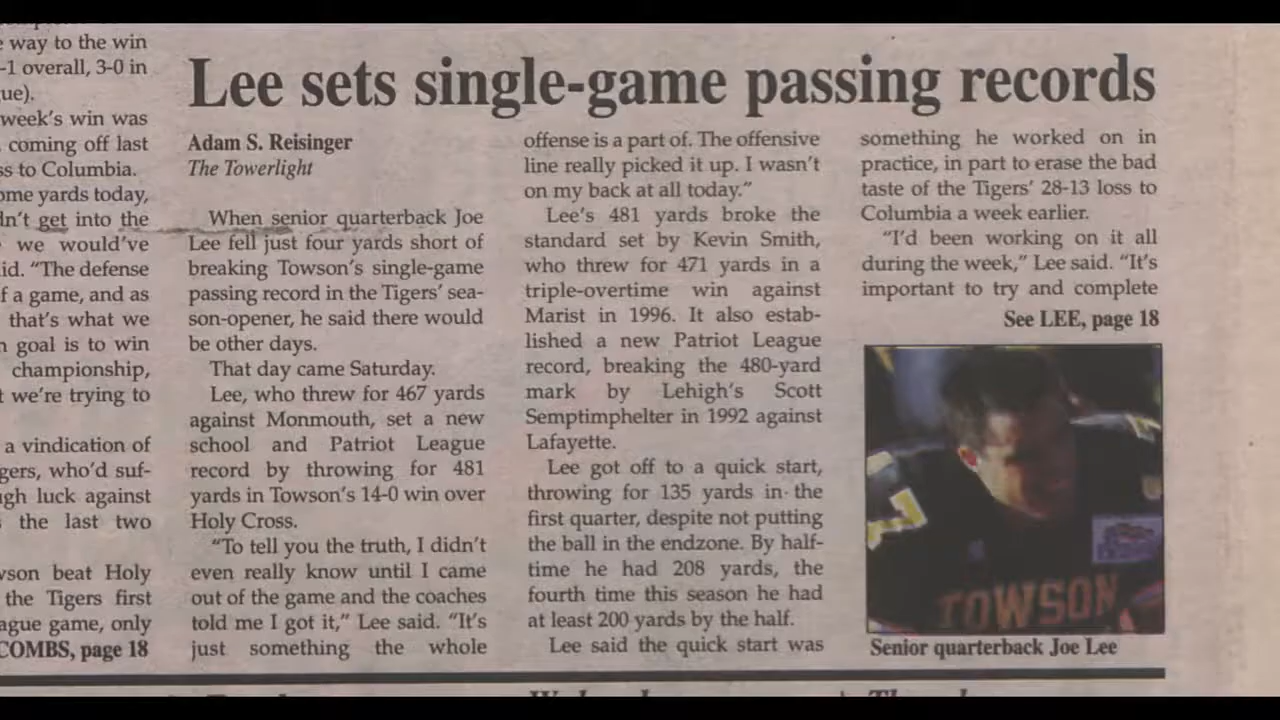 way to the win
-1 overall, 3-0 in
week's win was
coming off last
to Columbia.
yards today,
get into the
we would've
"The defense
f a game, and as
that's what we
goal is to win
championship,
we're trying to
a vindication of
who'd suf-
luck against
the last two
beat Holy
the Tigers first
game, only
COMBS, page 18
Lee sets single-game passing records
Adam S. Reisinger
The Towerlight
When senior quarterback Joe
Lee fell just four yards short of
breaking Towson's single-game
passing record in the Tigers' sea-
son-opener, he said there would
be other days.
That day came Saturday.
Lee, who threw for 467 yards
against Monmouth, set a new
school and Patriot League
record by throwing for 481
yards in Towson's 14-0 win over
Holy Cross.
"To tell you the truth, I didn't
even really know until I came
out of the game and the coaches
told me I got it," Lee said. "It's
just something the whole
offense is a part of. The offensive
line really picked it up. I wasn't
on my back at all today."
Lee's 481 yards broke the
standard set by Kevin Smith,
who threw for 471 yards in a
triple-overtime win against
Marist in 1996. It also estab-
lished a new Patriot League
record, breaking the 480-yard
mark by Lehigh's Scott
Semptimphelter in 1992 against
Lafayette.
Lee got off to a quick start,
throwing for 135 yards in the
first quarter, despite not putting
the ball in the endzone. By half-
time he had 208 yards, the
fourth time this season he had
at least 200 yards by the half.
Lee said the quick start was
something he worked on in
practice, in part to erase the bad
taste of the Tigers' 28-13 loss to
Columbia a week earlier.
"I'd been working on it all
during the week," Lee said. "It's
important to try and complete
See LEE, page 18
7
TOWSON
Senior quarterback Joe Lee